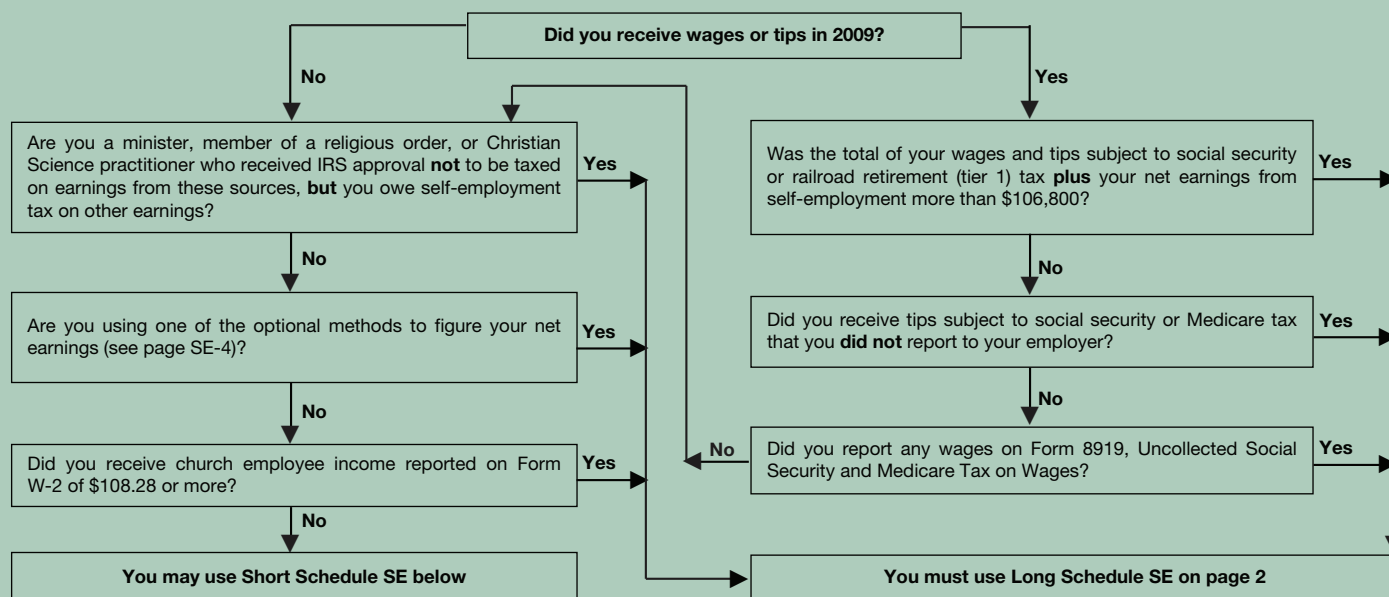 Did you receive wages or tips in 2009?
No
Yes
Are you a minister, member of a religious order, or Christian
Science practitioner who received IRS approval not to be taxed
on earnings from these sources, but you owe self-employment
tax on other earnings?
Yes
No
Are you using one of the optional methods to figure your net
earnings (see page SE-4)?
Yes
No
Did you receive church employee income reported on Form
W-2 of $108.28 or more?
Yes
No
You may use Short Schedule SE below
Was the total of your wages and tips subject to social security
or railroad retirement (tier 1) tax plus your net earnings from
self-employment more than $106,800?
Yes
No
Did you receive tips subject to social security or Medicare tax
that you did not report to your employer?
Yes
No
Did you report any wages on Form 8919, Uncollected Social
Security and Medicare Tax on Wages?
Yes
No
You must use Long Schedule SE on page 2